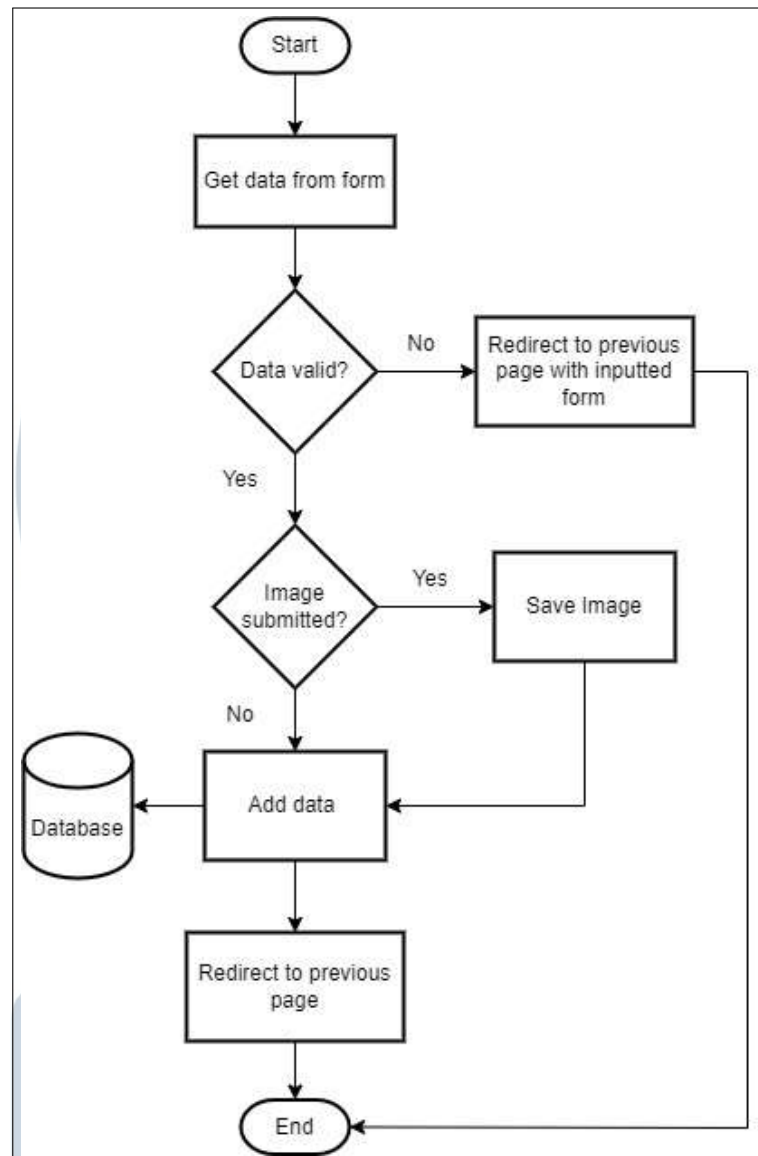 Start
Get data from form
Data valid?
No
Redirect to previous
page with inputted
form
Yes
Image
submitted?
Yes
Save Image
No
Add data
Database
Redirect to previous
page
End